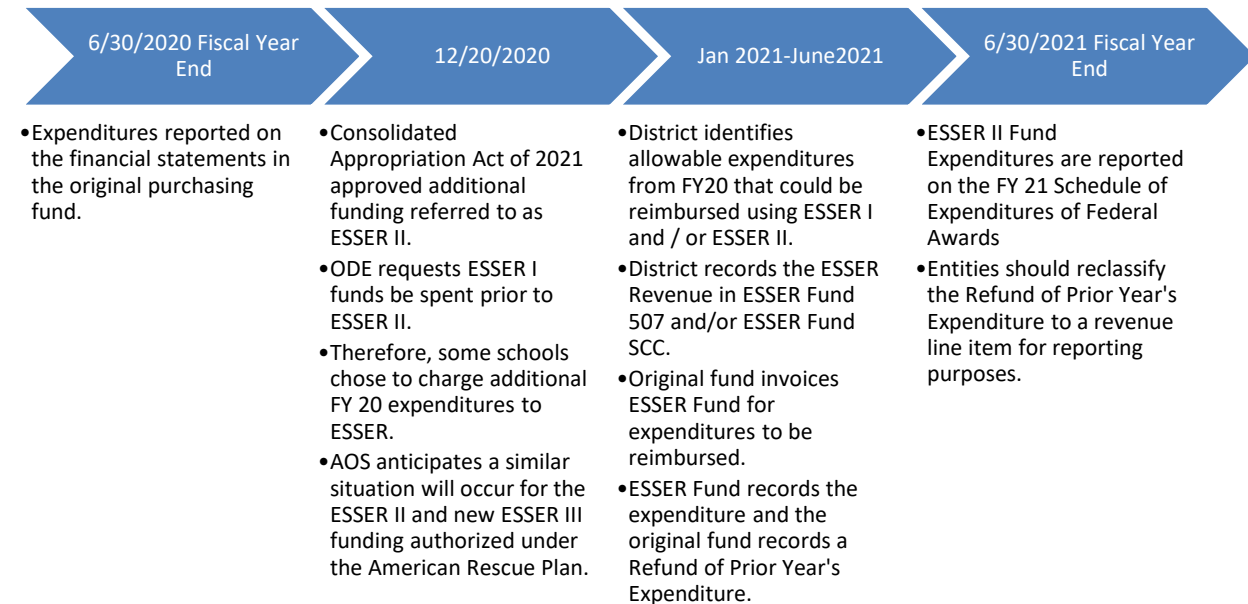 6/30/2020 Fiscal Year
End
•Expenditures reported on
the financial statements in
the original purchasing
fund.
12/20/2020
•Consolidated
Appropriation Act of 2021
approved additional
funding referred to as
ESSER II.
•ODE requests ESSER I
funds be spent prior to
ESSER II.
•Therefore, some schools
chose to charge additional
FY 20 expenditures to
ESSER.
•AOS anticipates a similar
situation will occur for the
ESSER II and new ESSER III
funding authorized under
the American Rescue Plan.
Jan 2021-June2021
•District identifies
allowable expenditures
from FY20 that could be
reimbursed using ESSER I
and / or ESSER II.
•District records the ESSER
Revenue in ESSER Fund
507 and/or ESSER Fund
SCC.
•Original fund invoices
ESSER Fund for
expenditures to be
reimbursed.
•ESSER Fund records the
expenditure and the
original fund records a
Refund of Prior Year's
Expenditure.
6/30/2021 Fiscal Year
End
•ESSER II Fund
Expenditures are reported
on the FY 21 Schedule of
Expenditures of Federal
Awards
•Entities should reclassify
the Refund of Prior Year's
Expenditure to a revenue
line item for reporting
purposes.